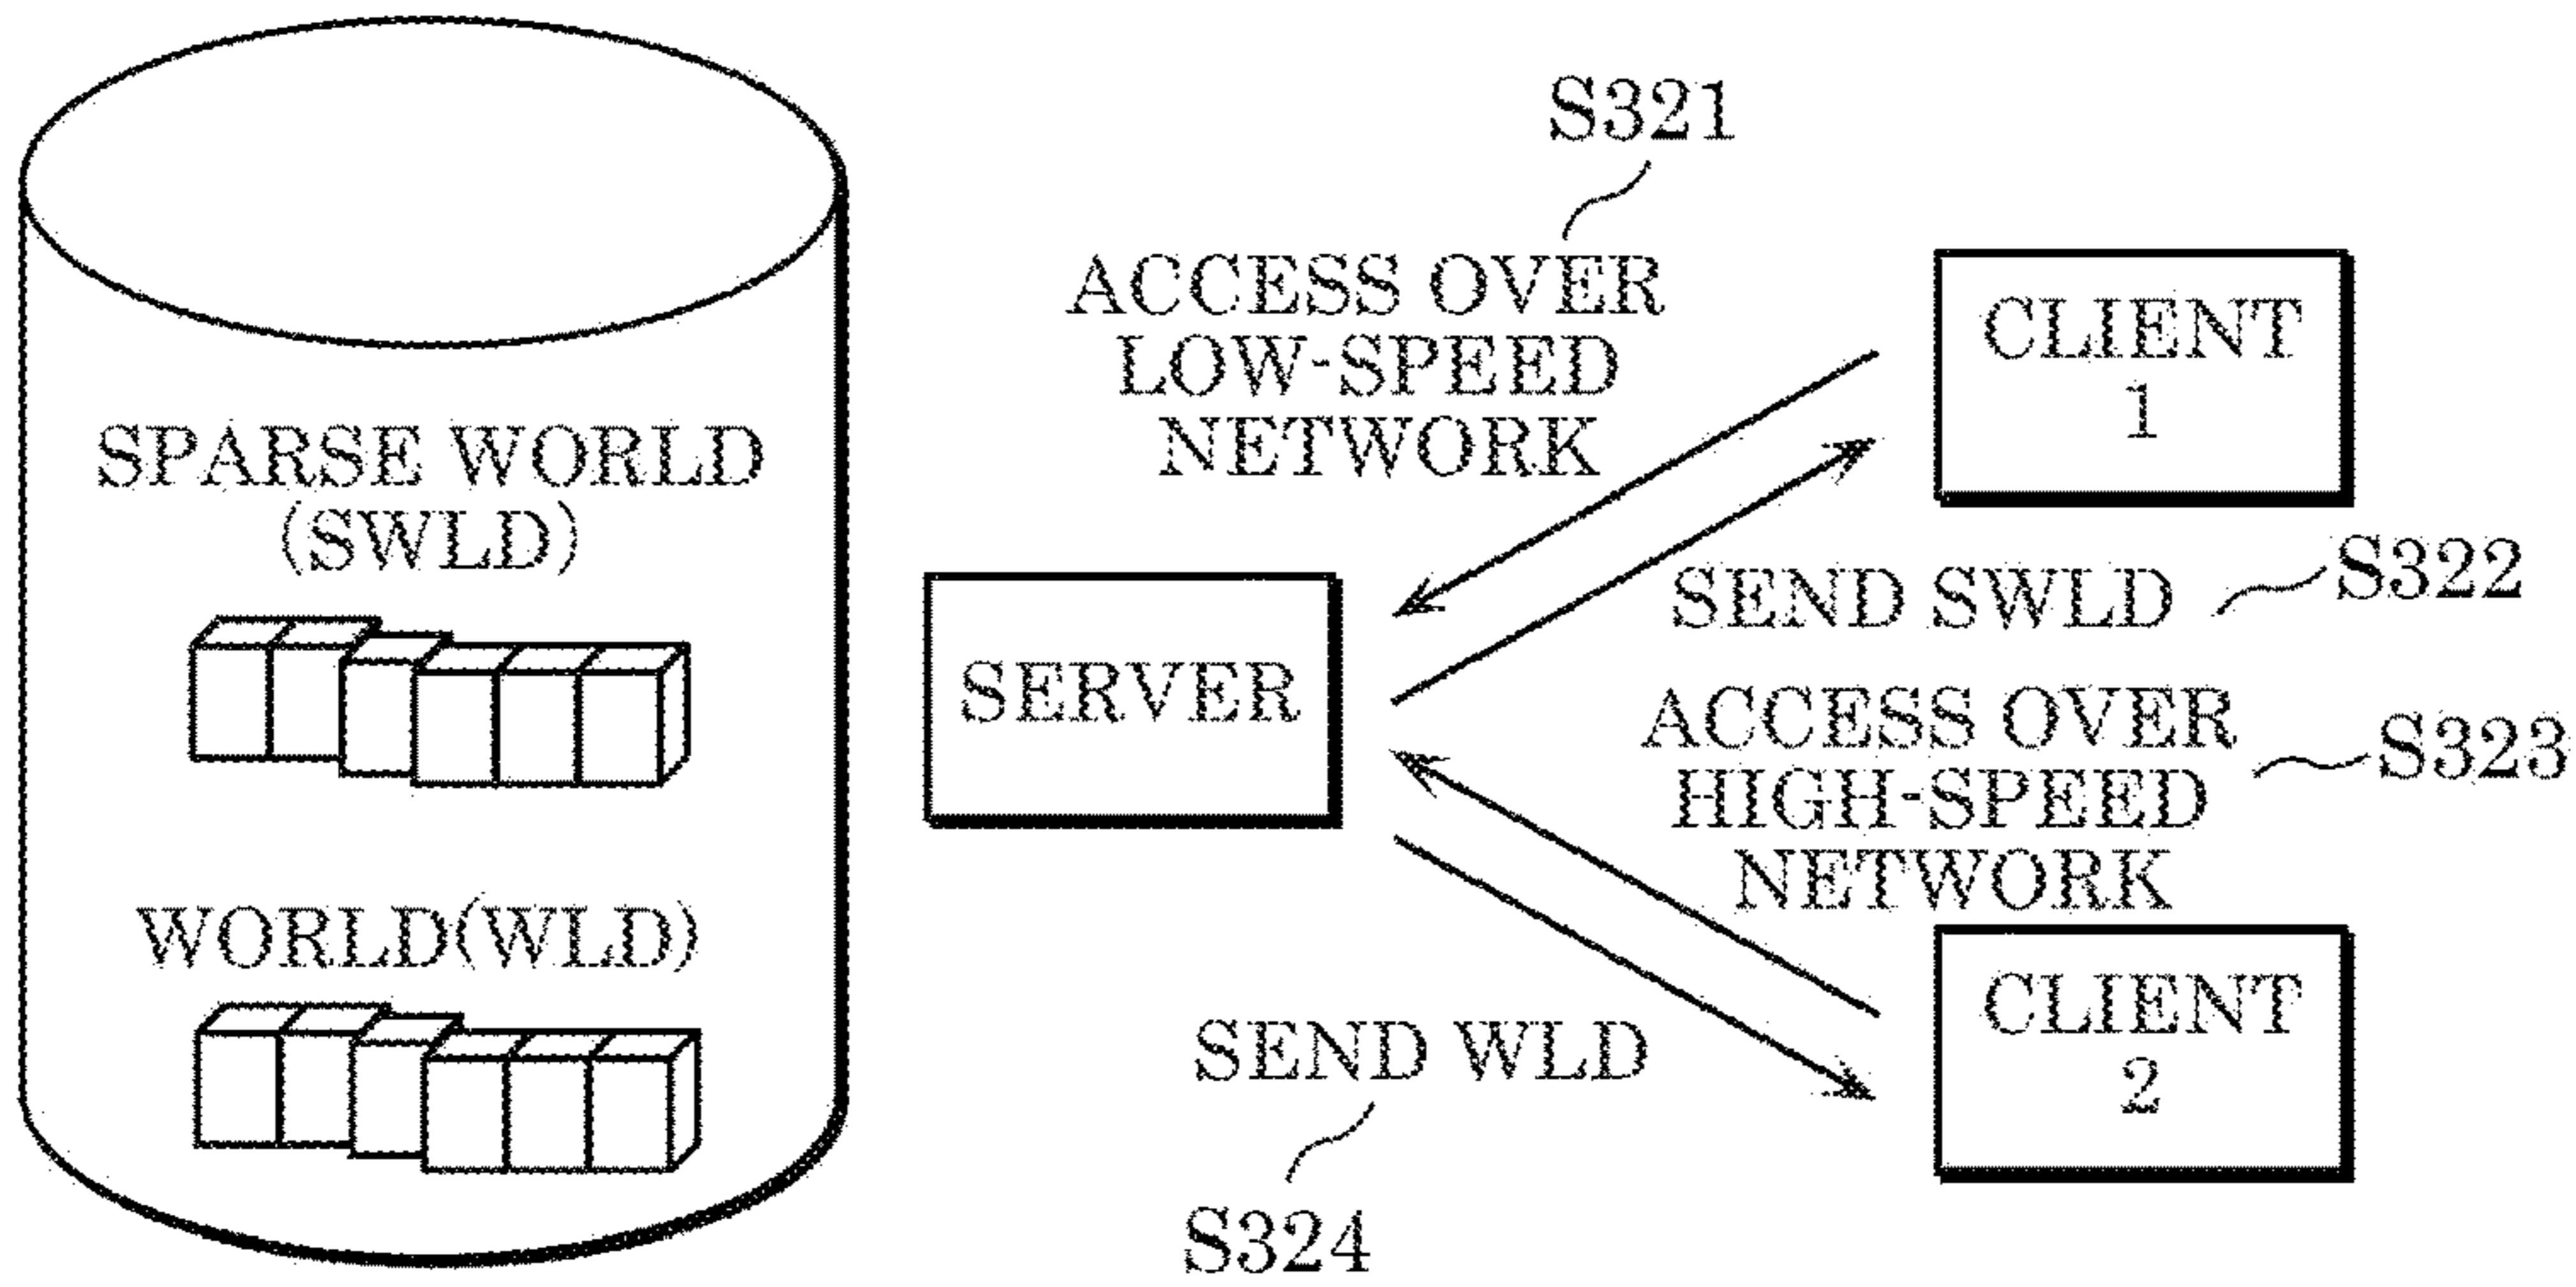 SPARSE WORLD
(SWLD)
WORLD(WLD)
S321
ACCESS OVER
LOW-SPEED
NETWORK
SERVER
CLIENT
1
SEND SWLD
S322
ACCESS OVER
HIGH-SPEED
NETWORK
S323
CLIENT
2
SEND WLD
S324